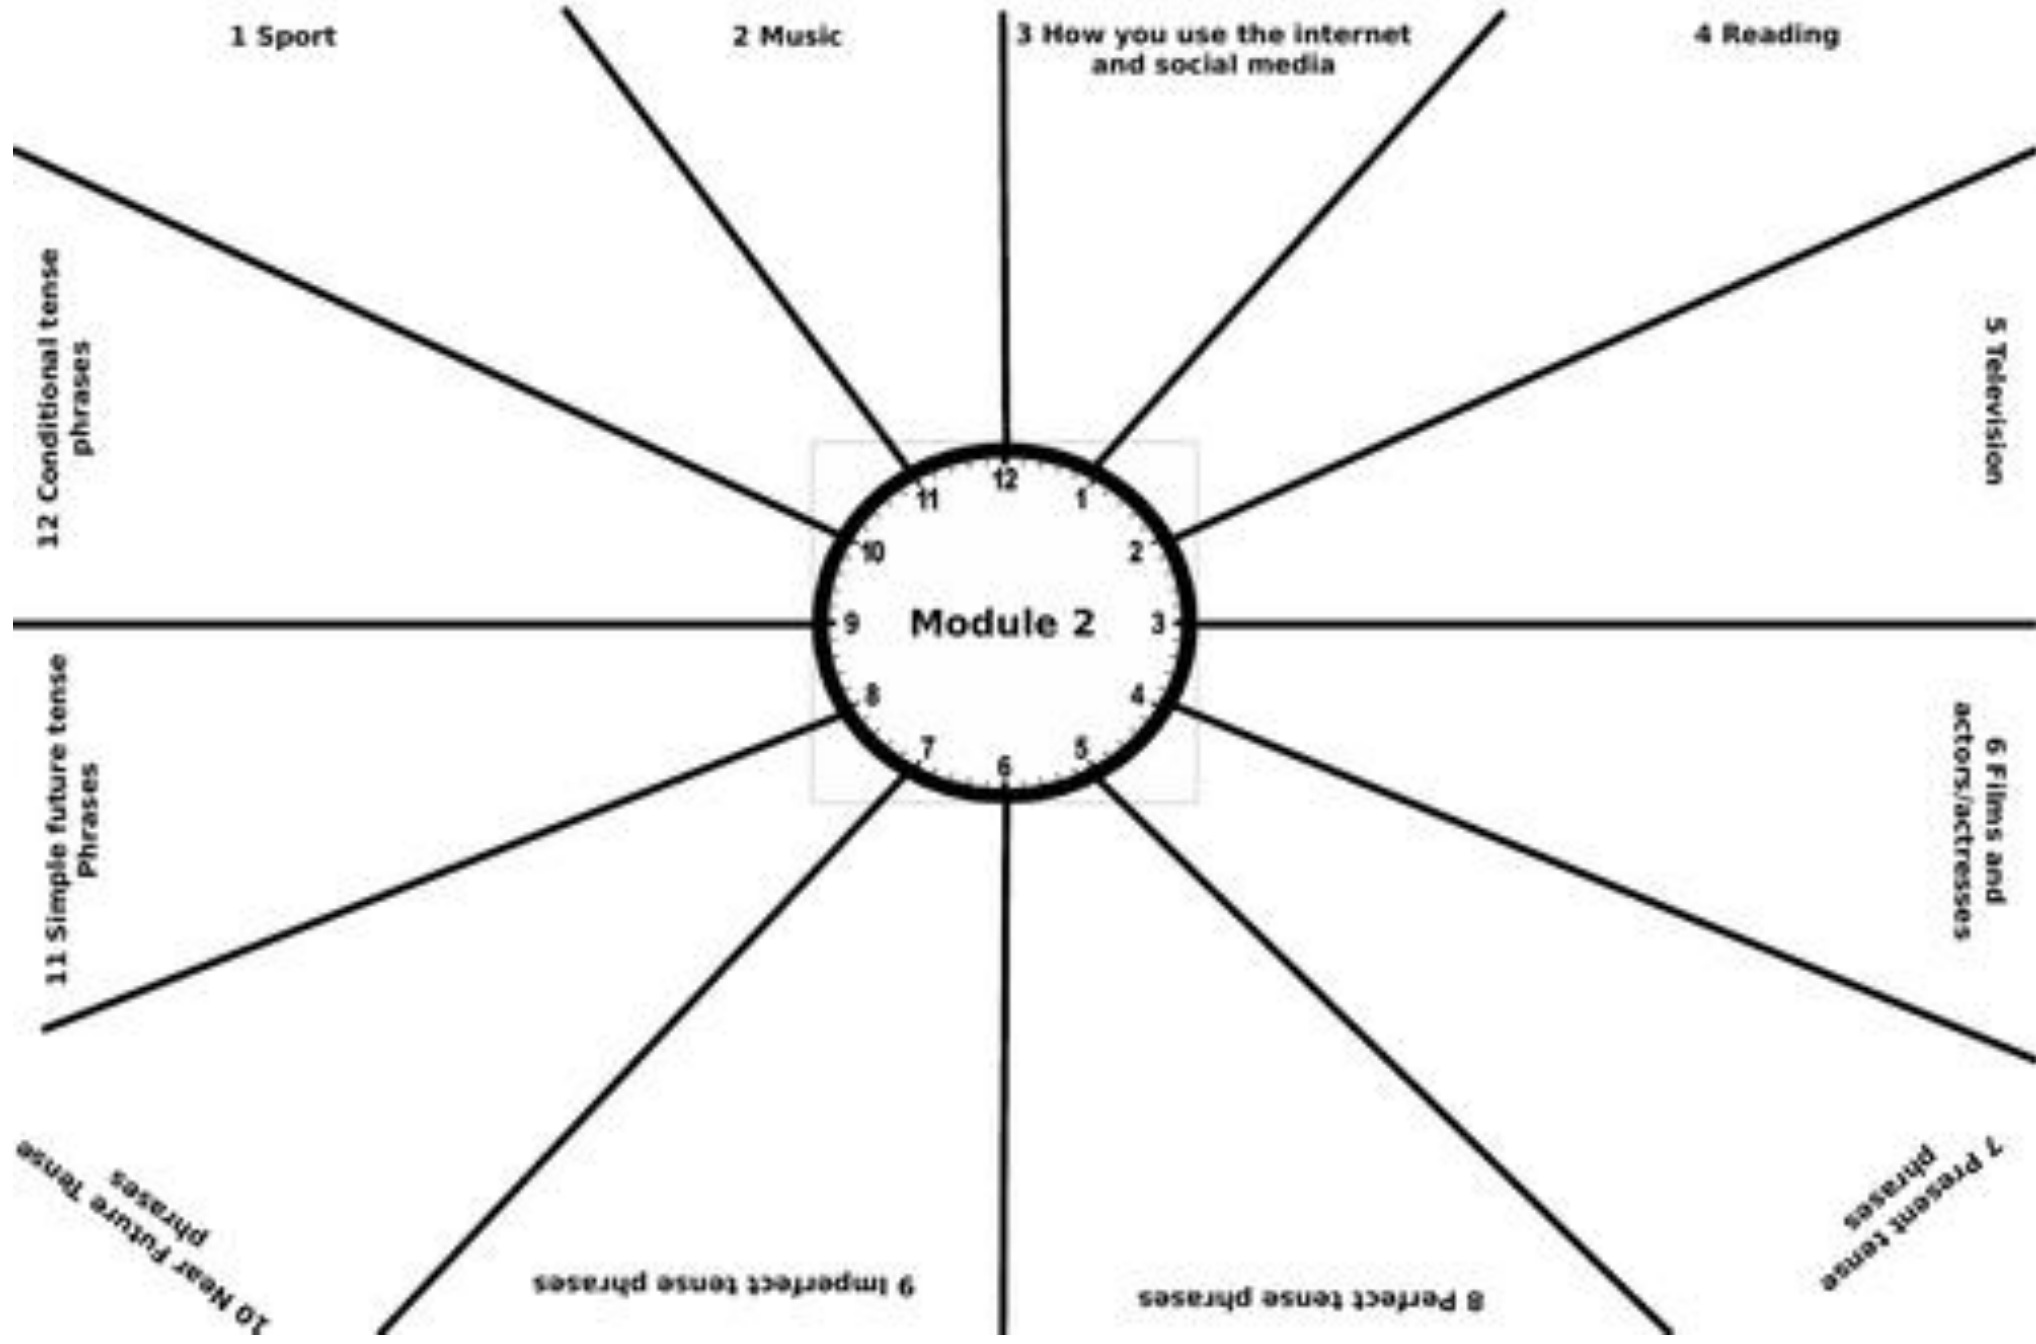 1 Sport
2 Music
3 How you use the internet
and social media
4 Reading
5 Television
6 Films and
actors/actresses
7 Present tense
phrases
8 Perfect tense phrases
9 Imperfect tense phrases
10 Near Future Tense
phrases
11 Simple future tense
Phrases
12 Conditional tense
phrases
12
1
2
3
4
5
6
7
8
9
10
11
Module 2